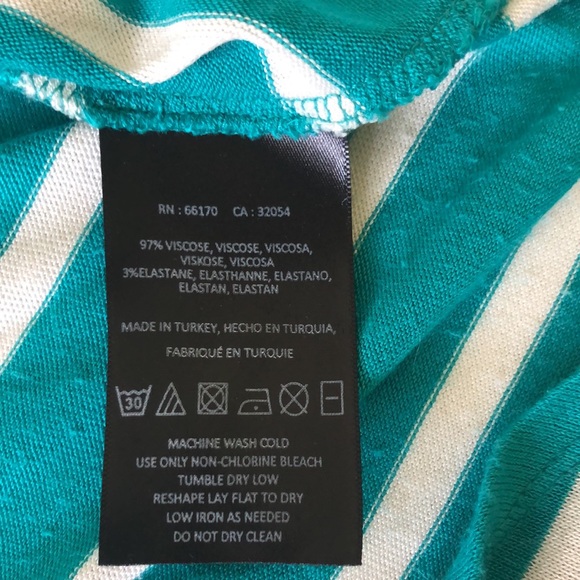 RN : 66170 CA : 32054
97% VISCOSE, VISCOSE, VISCOSA,
VISKOSE, VISCOSA
3%ELASTANE, ELASTHANNE, ELASTANO,
ELASTAN, ELASTAN
MADE IN TURKEY, HECHO EN TURQUIA,
FABRIQUÉ EN TURQUIE
30
MACHINE WASH COLD
USE ONLY NON-CHLORINE BLEACH
TUMBLE DRY LOW
RESHAPE LAY FLAT TO DRY
LOW IRON AS NEEDED
DO NOT DRY CLEAN